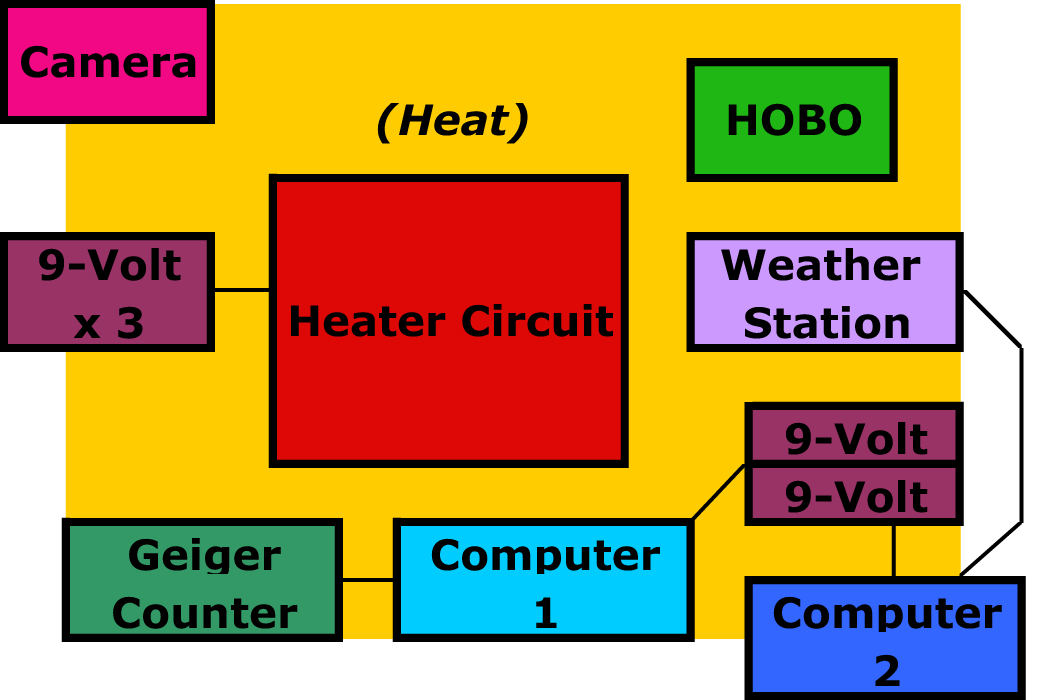 Camera
(Heat)
HOBO
9-Volt
x 3
Heater Circuit
Weather
Station
9-Volt
9-Volt
Geiger
Counter
Computer
1
Computer
2